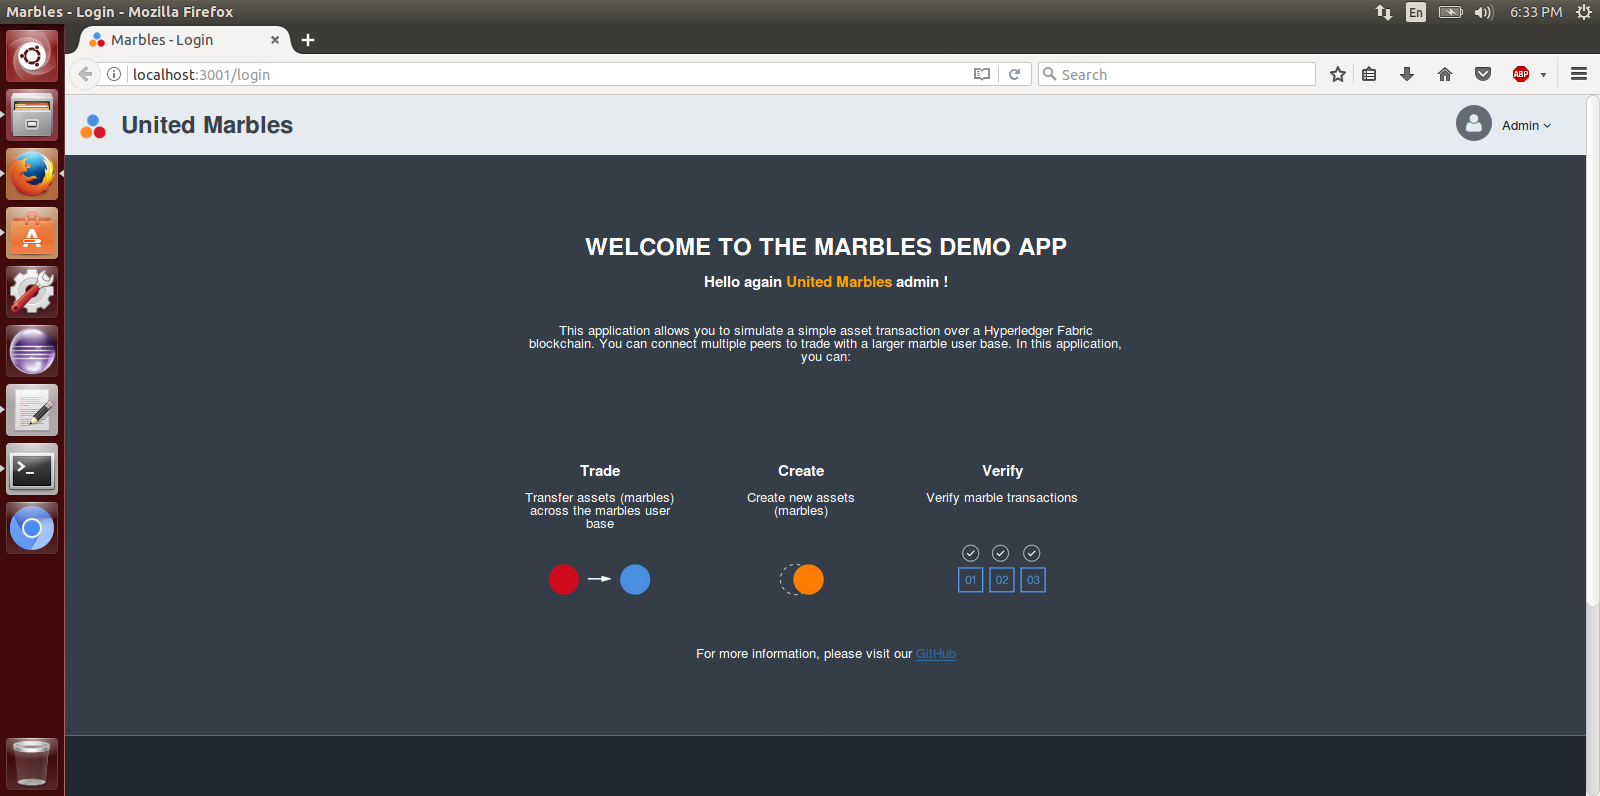 Marbles - Login - Mozilla Firefox
En
6:33 PM
Marbles - Login
localhost:3001/login
Search
ABP
United Marbles
Admin
WELCOME TO THE MARBLES DEMO APP
Hello again United Marbles admin !
This application allows you to simulate a simple asset transaction over a Hyperledger Fabric
blockchain. You can connect multiple peers to trade with a larger marble user base. In this application,
you can:
Trade
Transfer assets (marbles)
across the marbles user
base
Create
Create new assets
(marbles)
Verify
Verify marble transactions
01 02 03
For more information, please visit our GitHub